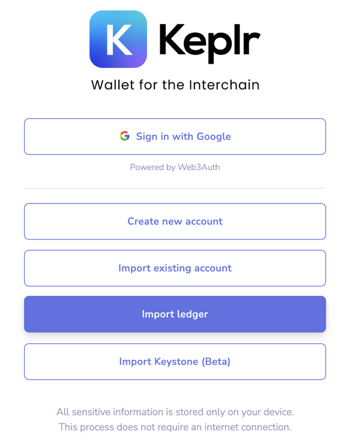 K Keplr
Wallet for the Interchain
Sign in with Google
Powered by Web3Auth
Create new account
Import existing account
Import ledger
Import Keystone (Beta)
All sensitive information is stored only on your device.
This process does not require an internet connection.